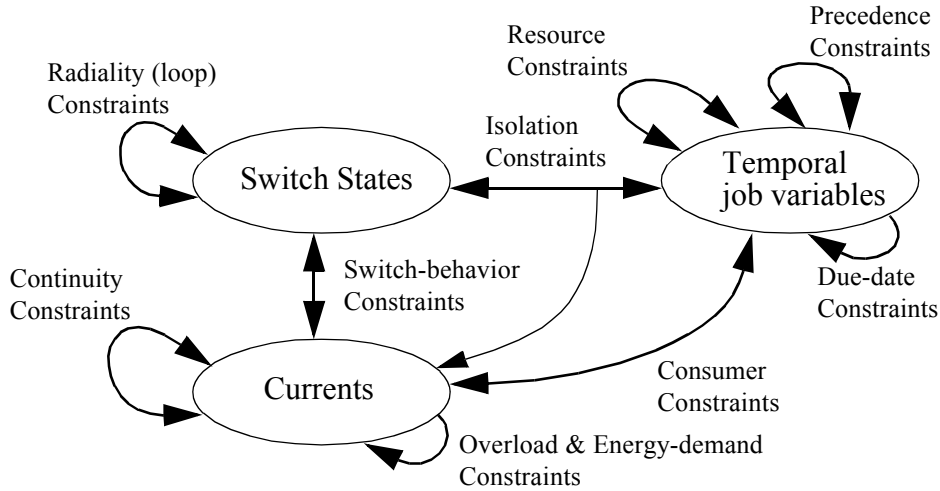 Precedence
Constraints
Resource
Constraints
Radiality (loop)
Constraints
Isolation
Constraints
Temporal
job variables
Switch States
Switch-behavior
Constraints
Continuity
Constraints
Due-date
Constraints
Currents
Consumer
Constraints
Overload & Energy-demand
Constraints